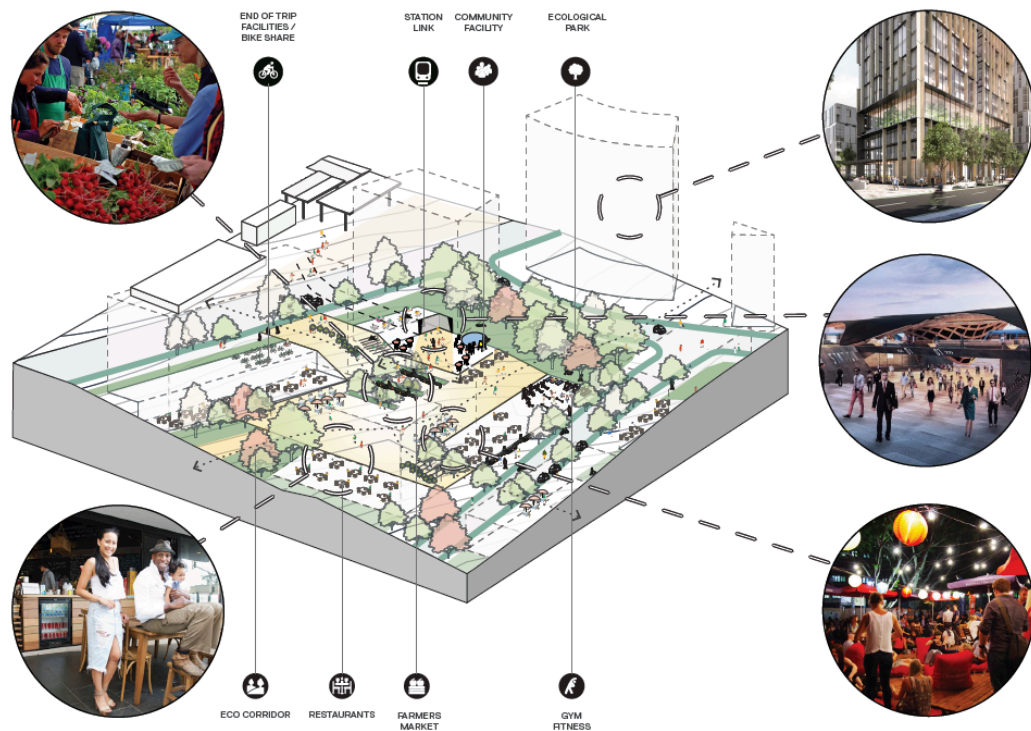 END OF TRIP
FACILITIES /
BIKE SHARE
STATION
LINK
COMMUNITY
FACILITY
ECOLOGICAL
PARK
ECO CORRIDOR
RESTAURANTS
FARMERS
MARKET
GYM
FITNESS